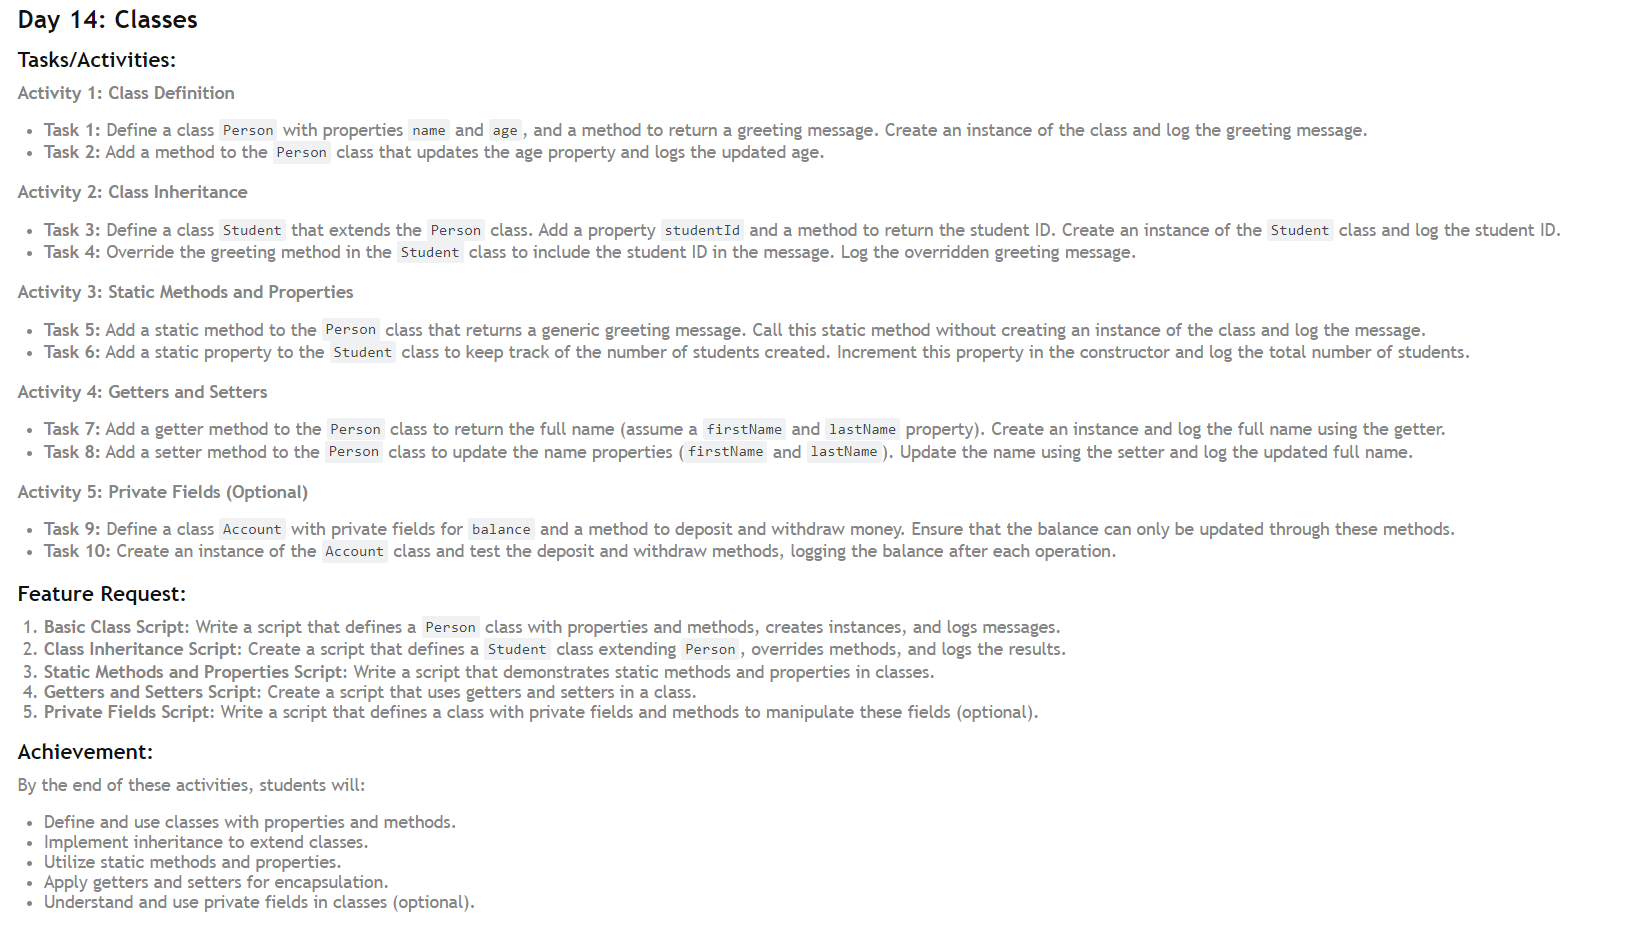 Day 14: Classes
Tasks/Activities:
Activity 1: Class Definition
• Task 1: Define a class Person with properties name and age, and a method to return a greeting message. Create an instance of the class and log the greeting message.
• Task 2: Add a method to the Person class that updates the age property and logs the updated age.
Activity 2: Class Inheritance
• Task 3: Define a class Student that extends the Person class. Add a property studentId and a method to return the student ID. Create an instance of the Student class and log the student ID.
• Task 4: Override the greeting method in the Student class to include the student ID in the message. Log the overridden greeting message.
Activity 3: Static Methods and Properties
• Task 5: Add a static method to the Person class that returns a generic greeting message. Call this static method without creating an instance of the class and log the message.
• Task 6: Add a static property to the Student class to keep track of the number of students created. Increment this property in the constructor and log the total number of students.
Activity 4: Getters and Setters
• Task 7: Add a getter method to the Person class to return the full name (assume a firstName and lastName property). Create an instance and log the full name using the getter.
• Task 8: Add a setter method to the Person class to update the name properties (firstName and lastName). Update the name using the setter and log the updated full name.
Activity 5: Private Fields (Optional)
• Task 9: Define a class Account with private fields for balance and a method to deposit and withdraw money. Ensure that the balance can only be updated through these methods.
• Task 10: Create an instance of the Account class and test the deposit and withdraw methods, logging the balance after each operation.
Feature Request:
1. Basic Class Script: Write a script that defines a Person class with properties and methods, creates instances, and logs messages.
2. Class Inheritance Script: Create a script that defines a Student class extending Person, overrides methods, and logs the results.
3. Static Methods and Properties Script: Write a script that demonstrates static methods and properties in classes.
4. Getters and Setters Script: Create a script that uses getters and setters in a class.
5. Private Fields Script: Write a script that defines a class with private fields and methods to manipulate these fields (optional).
Achievement:
By the end of these activities, students will:
• Define and use classes with properties and methods.
• Implement inheritance to extend classes.
• Utilize static methods and properties.
• Apply getters and setters for encapsulation.
• Understand and use private fields in classes (optional).